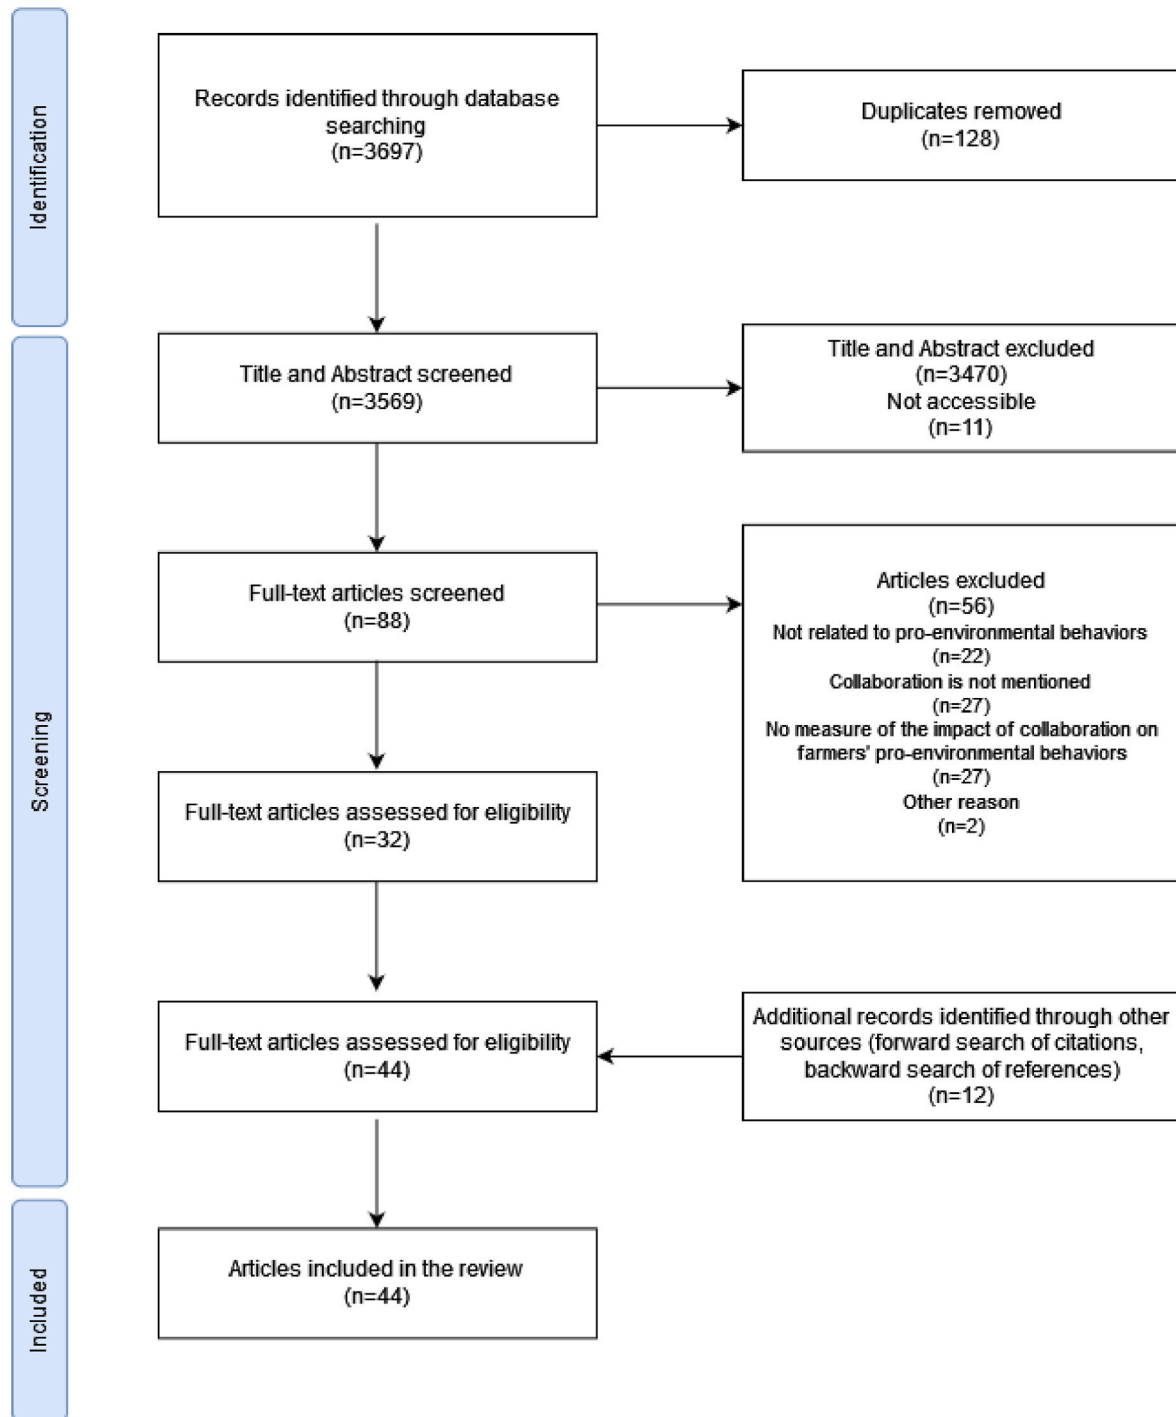 Identification
Records identified through database
searching
(n=3697)
Duplicates removed
(n=128)
Screening
Title and Abstract screened
(n=3569)
Title and Abstract excluded
(n=3470)
Not accessible
(n=11)
Full-text articles screened
(n=88)
Articles excluded
(n=56)
Not related to pro-environmental behaviors
(n=22)
Collaboration is not mentioned
(n=27)
No measure of the impact of collaboration on
farmers' pro-environmental behaviors
(n=27)
Other reason
(n=2)
Full-text articles assessed for eligibility
(n=32)
Full-text articles assessed for eligibility
(n=44)
Additional records identified through other
sources (forward search of citations,
backward search of references)
(n=12)
Included
Articles included in the review
(n=44)